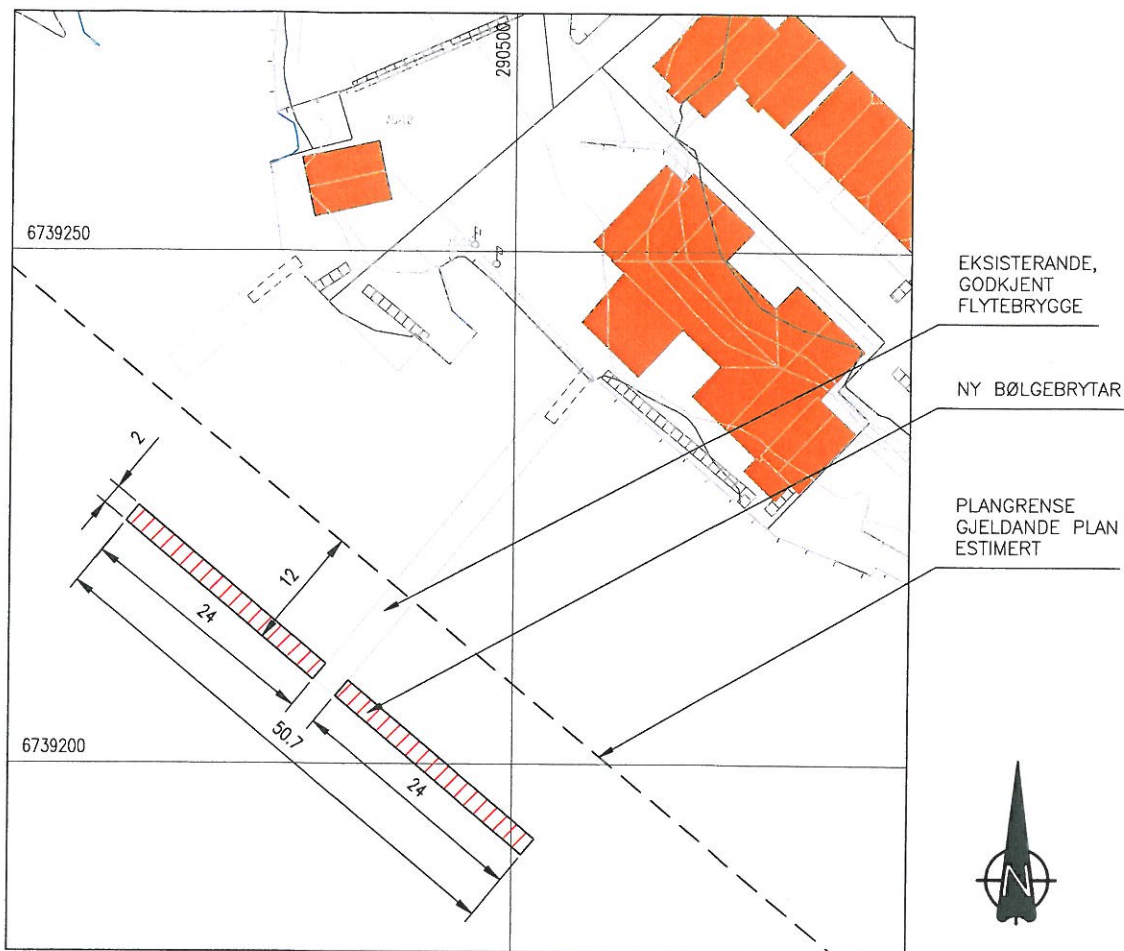 290500
6739250
EKSISTERANDE,
GODKJENT
FLYTEBRYGGE
NY BØLGEBRYTAR
PLANGRENSE
GJELDANDE PLAN
ESTIMERT
2
12
24
50.7
24
6739200
N